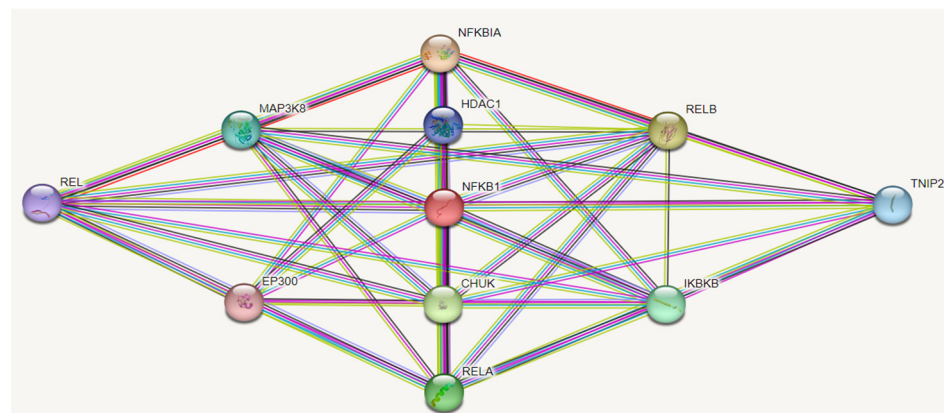 NFKBIA
HDAC1
MAP3K8
RELB
REL
NFKB1
TNIP2
EP300
CHUK
IKBKB
RELA